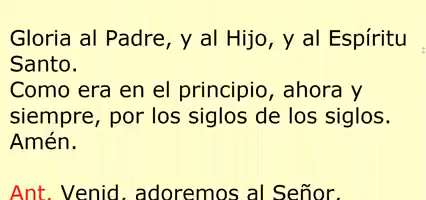 Gloria al Padre, y al Hijo, y al Espíritu
Santo.
Como era en el principio, ahora y
siempre, por los siglos de los siglos.
Amén.
Ant. Venid, adoremos al Señor,